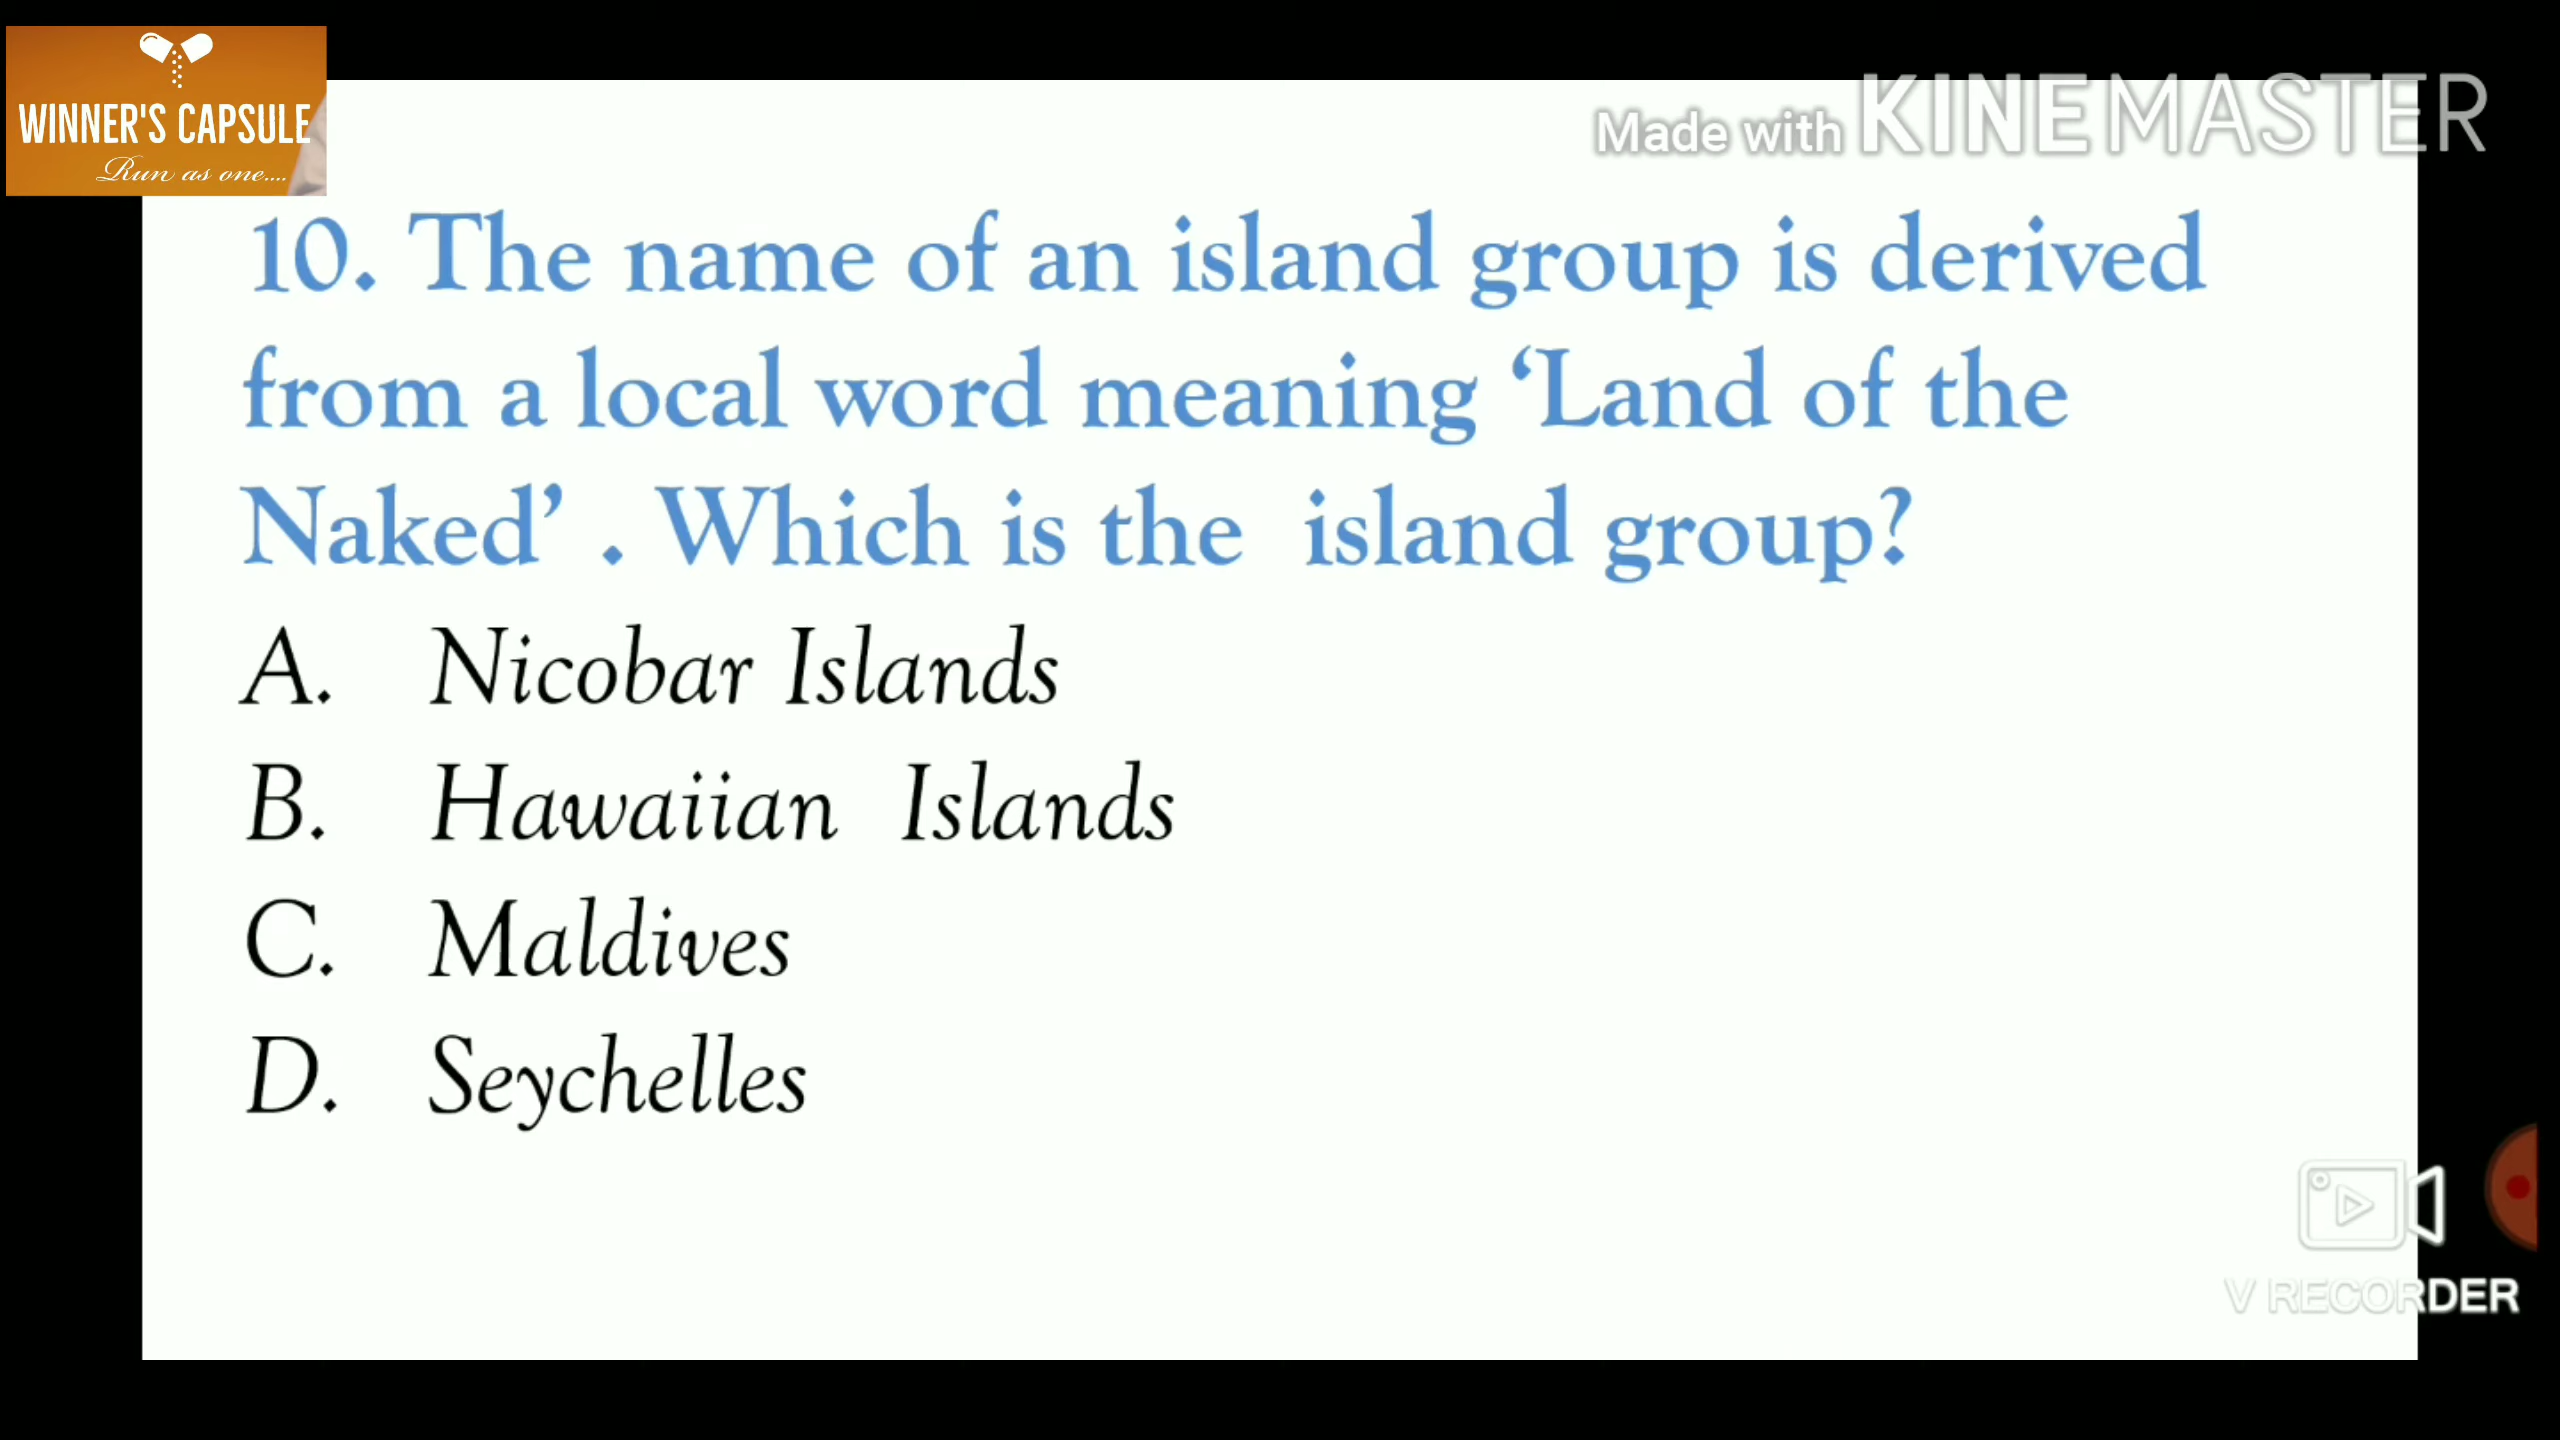 WINNER'S CAPSULE
Run as one....
Made with KINEMASTER
10. The name of an island group is derived
from a local word meaning ‘Land of the
Naked’ . Which is the island group?
A. Nicobar Islands
B. Hawaiian Islands
C. Maldives
D. Seychelles
V RECORDER